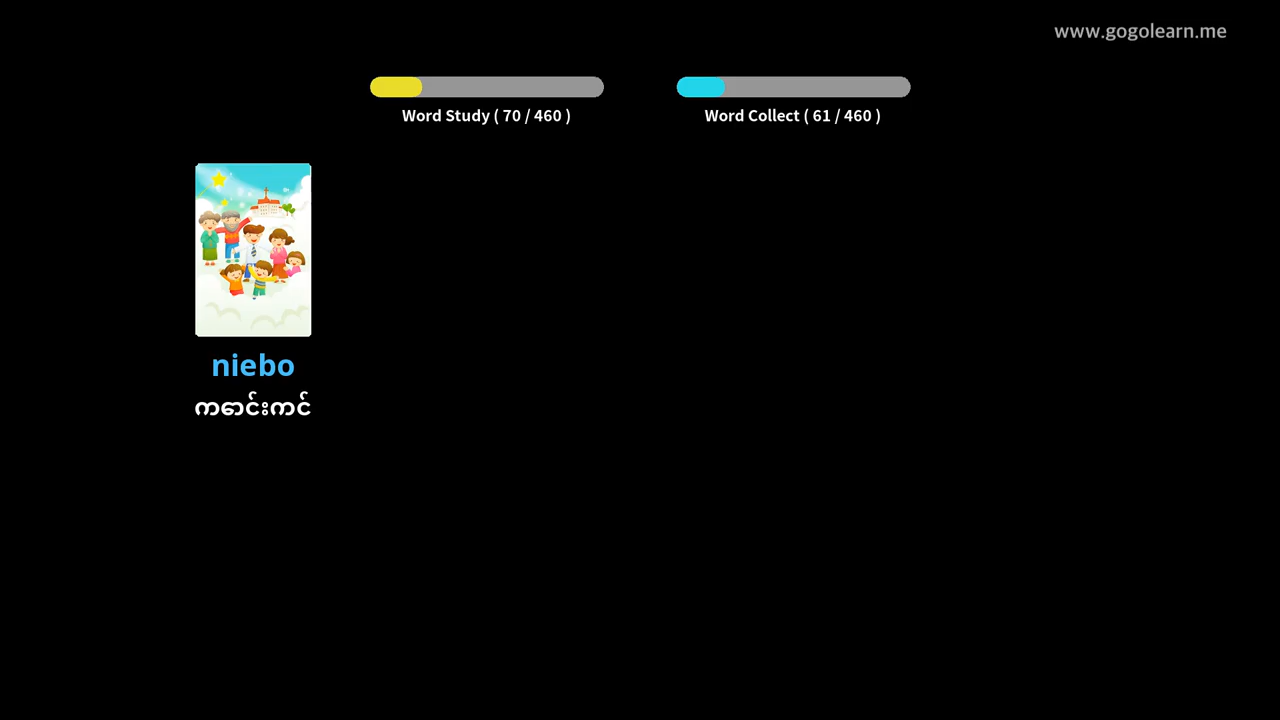 www.gogolearn.me
Word Study ( 70 / 460 )
Word Collect ( 61 / 460 )
niebo
ကောင်းကင်